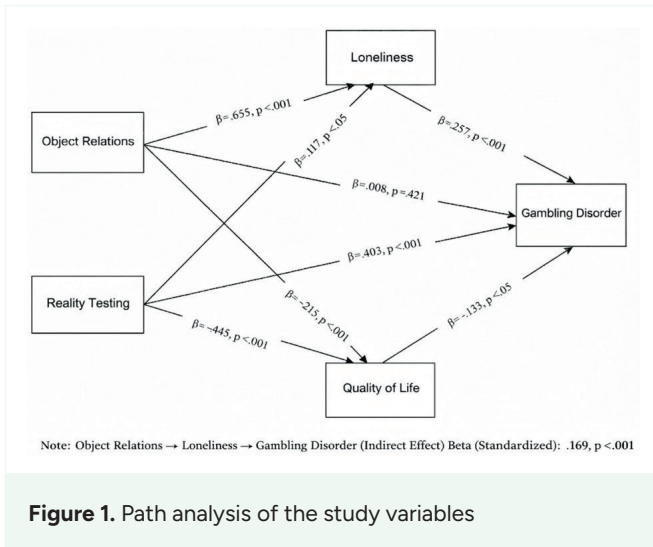 Loneliness
β=.655, p<.001
β=.117, p<.05
β=.257, p<.001
Object Relations
β=.008, p=.421
Gambling Disorder
β=.403, p<.001
Reality Testing
β=-.215, p<.001
β=-.445, p<.001
β=-.133, p<.05
Quality of Life
Note: Object Relations → Loneliness → Gambling Disorder (Indirect Effect) Beta (Standardized): .169, p <.001
Figure 1. Path analysis of the study variables